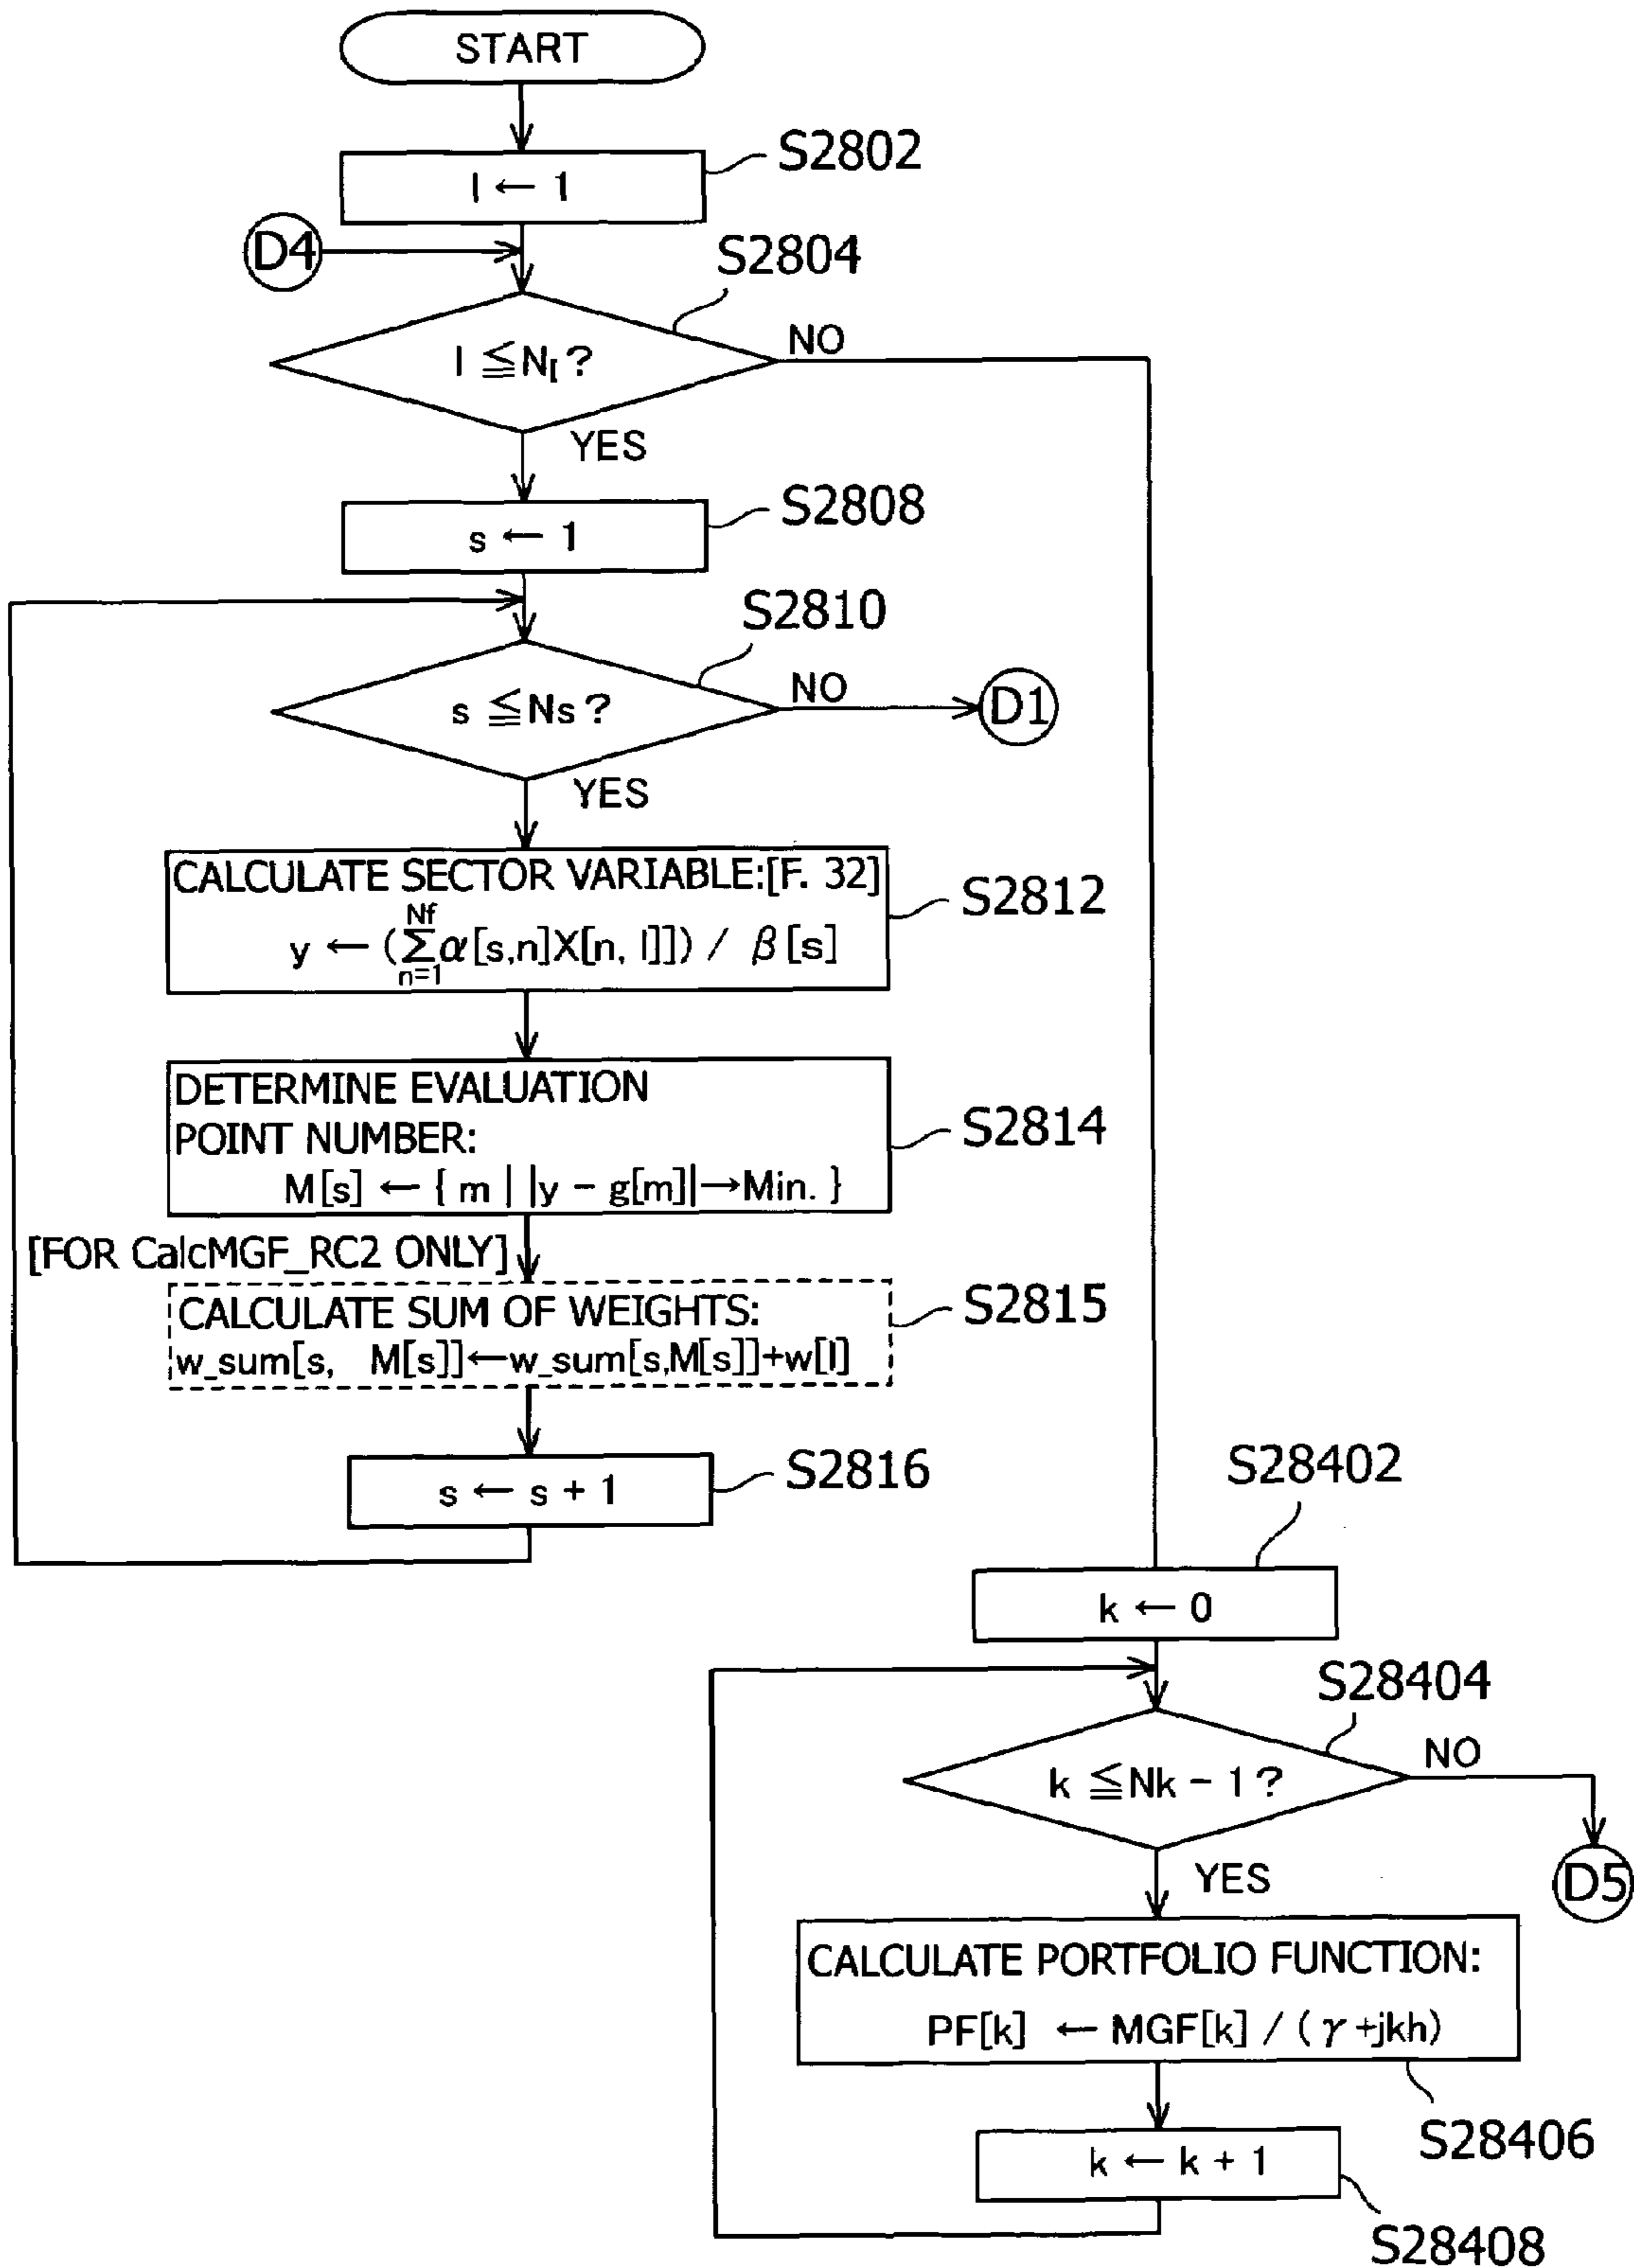 START
S2802
l ← 1
D4
S2804
l ≦ N_l ?
NO
YES
S2808
s ← 1
S2810
s ≦ Ns ?
NO
D1
YES
CALCULATE SECTOR VARIABLE:[F. 32]
y ← (∑_{n=1}^{Nf} α[s,n]X[n, l]]) / β[s]
S2812
DETERMINE EVALUATION
POINT NUMBER:
M[s] ← { m | |y - g[m]|→Min. }
S2814
[FOR CalcMGF_RC2 ONLY]
CALCULATE SUM OF WEIGHTS:
w_sum[s, M[s]]←w_sum[s,M[s]]+w[l]
S2815
s ← s + 1
S2816
S28402
k ← 0
S28404
k ≦ Nk - 1 ?
NO
D5
YES
CALCULATE PORTFOLIO FUNCTION:
PF[k] ← MGF[k] / (γ+jkh)
S28406
k ← k + 1
S28408